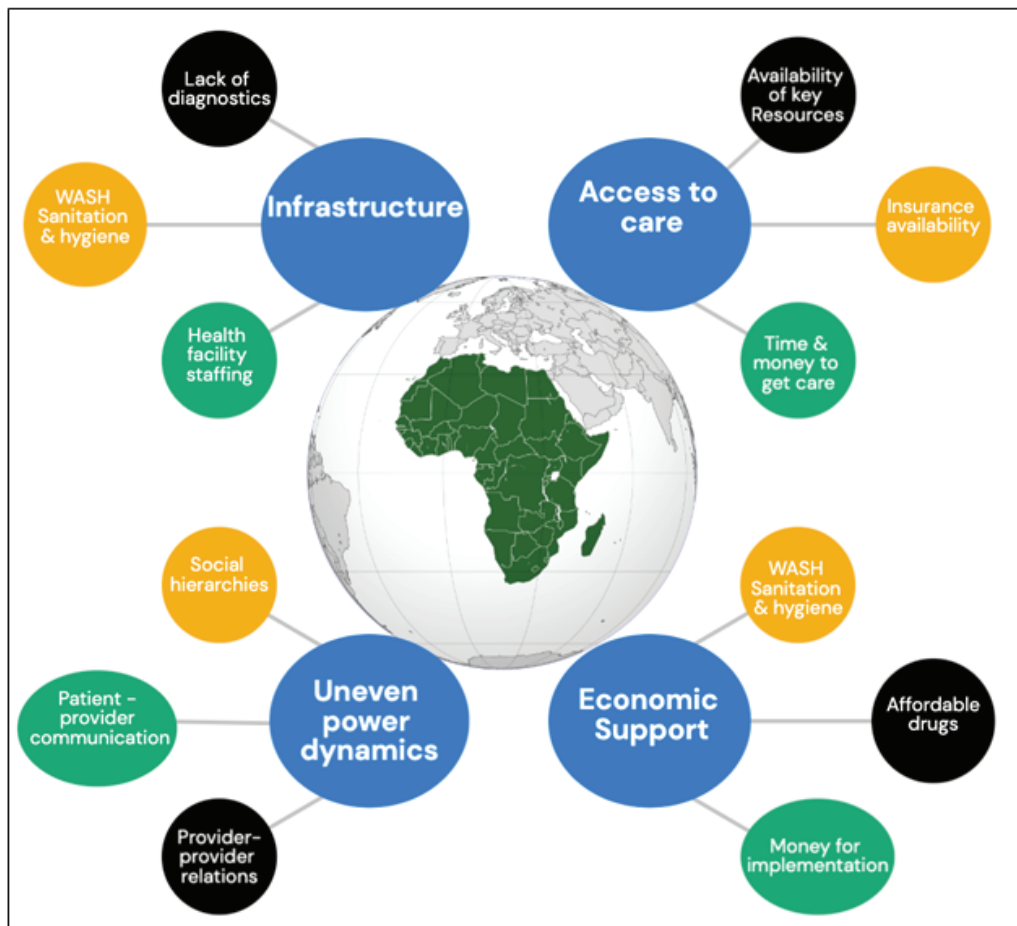 Lack of
diagnostics
WASH
Sanitation
& hygiene
Health
facility
staffing
Infrastructure
Availability
of key
Resources
Access to
care
Insurance
availability
Time &
money to
get care
Social
hierarchies
Patient –
provider
communication
Provider–
provider
relations
Uneven
power
dynamics
WASH
Sanitation
& hygiene
Economic
Support
Affordable
drugs
Money for
implementation